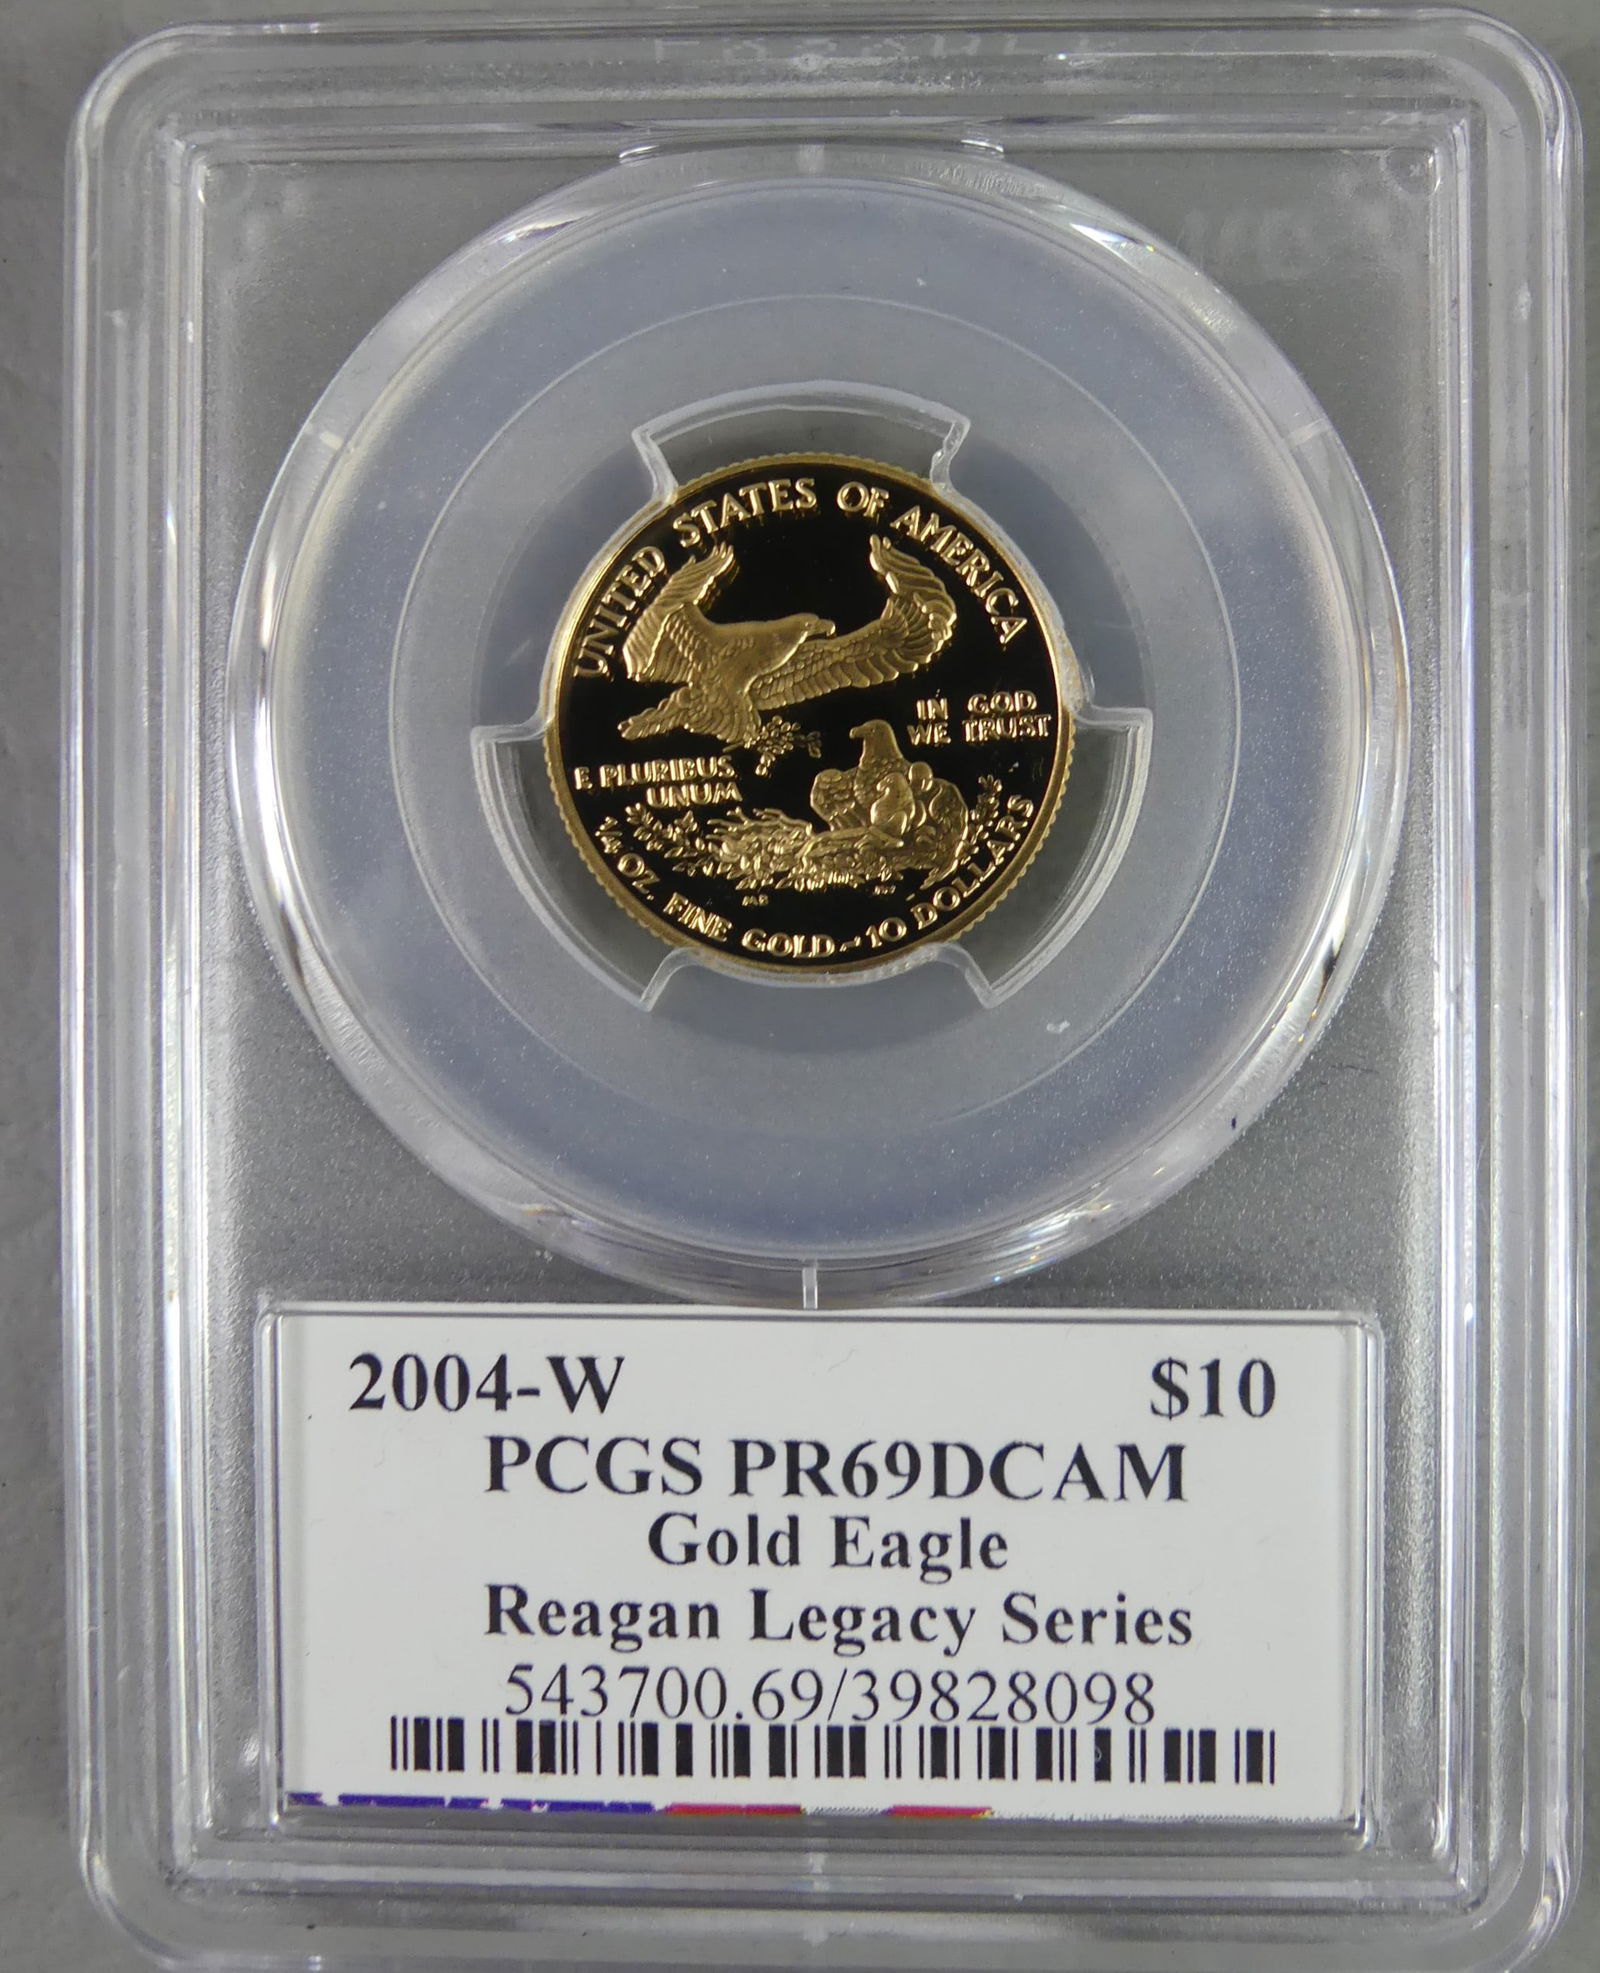 UNITED STATES OF AMERICA
IN GOD
WE TRUST
E PLURIBUS
UNUM
1/4 OZ. FINE GOLD~10 DOLLARS
2004-W $10
PCGS PR69DCAM
Gold Eagle
Reagan Legacy Series
543700.69/39828098